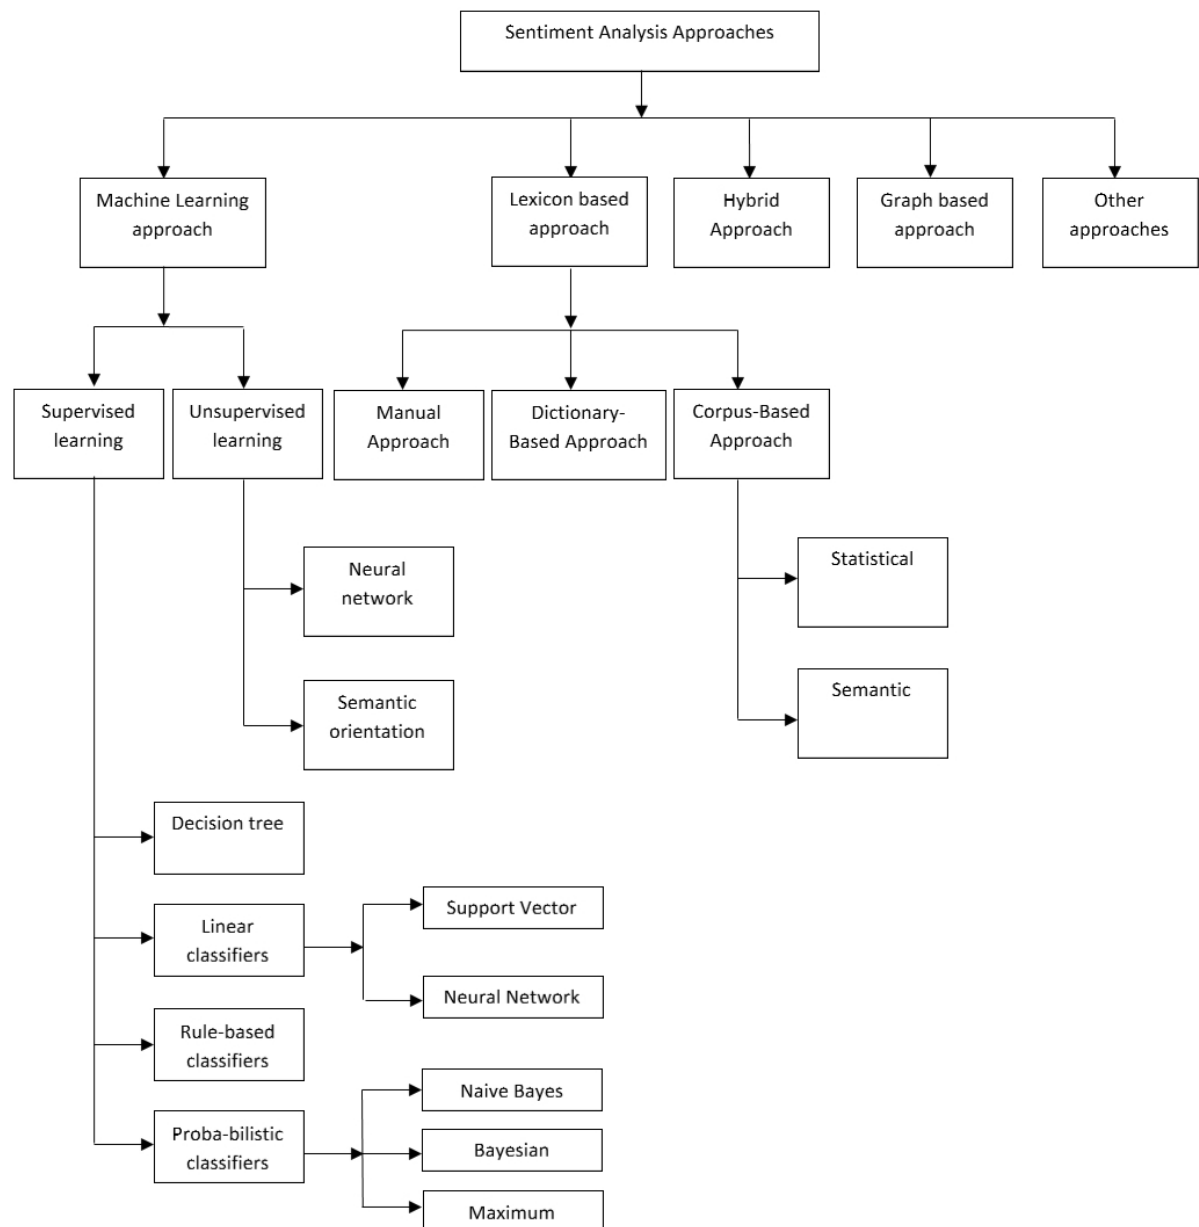 Sentiment Analysis Approaches
Machine Learning
approach
Lexicon based
approach
Hybrid
Approach
Graph based
approach
Other
approaches
Supervised
learning
Unsupervised
learning
Manual
Approach
Dictionary-
Based Approach
Corpus-Based
Approach
Neural
network
Statistical
Semantic
orientation
Semantic
Decision tree
Linear
classifiers
Support Vector
Neural Network
Rule-based
classifiers
Proba-bilistic
classifiers
Naive Bayes
Bayesian
Maximum